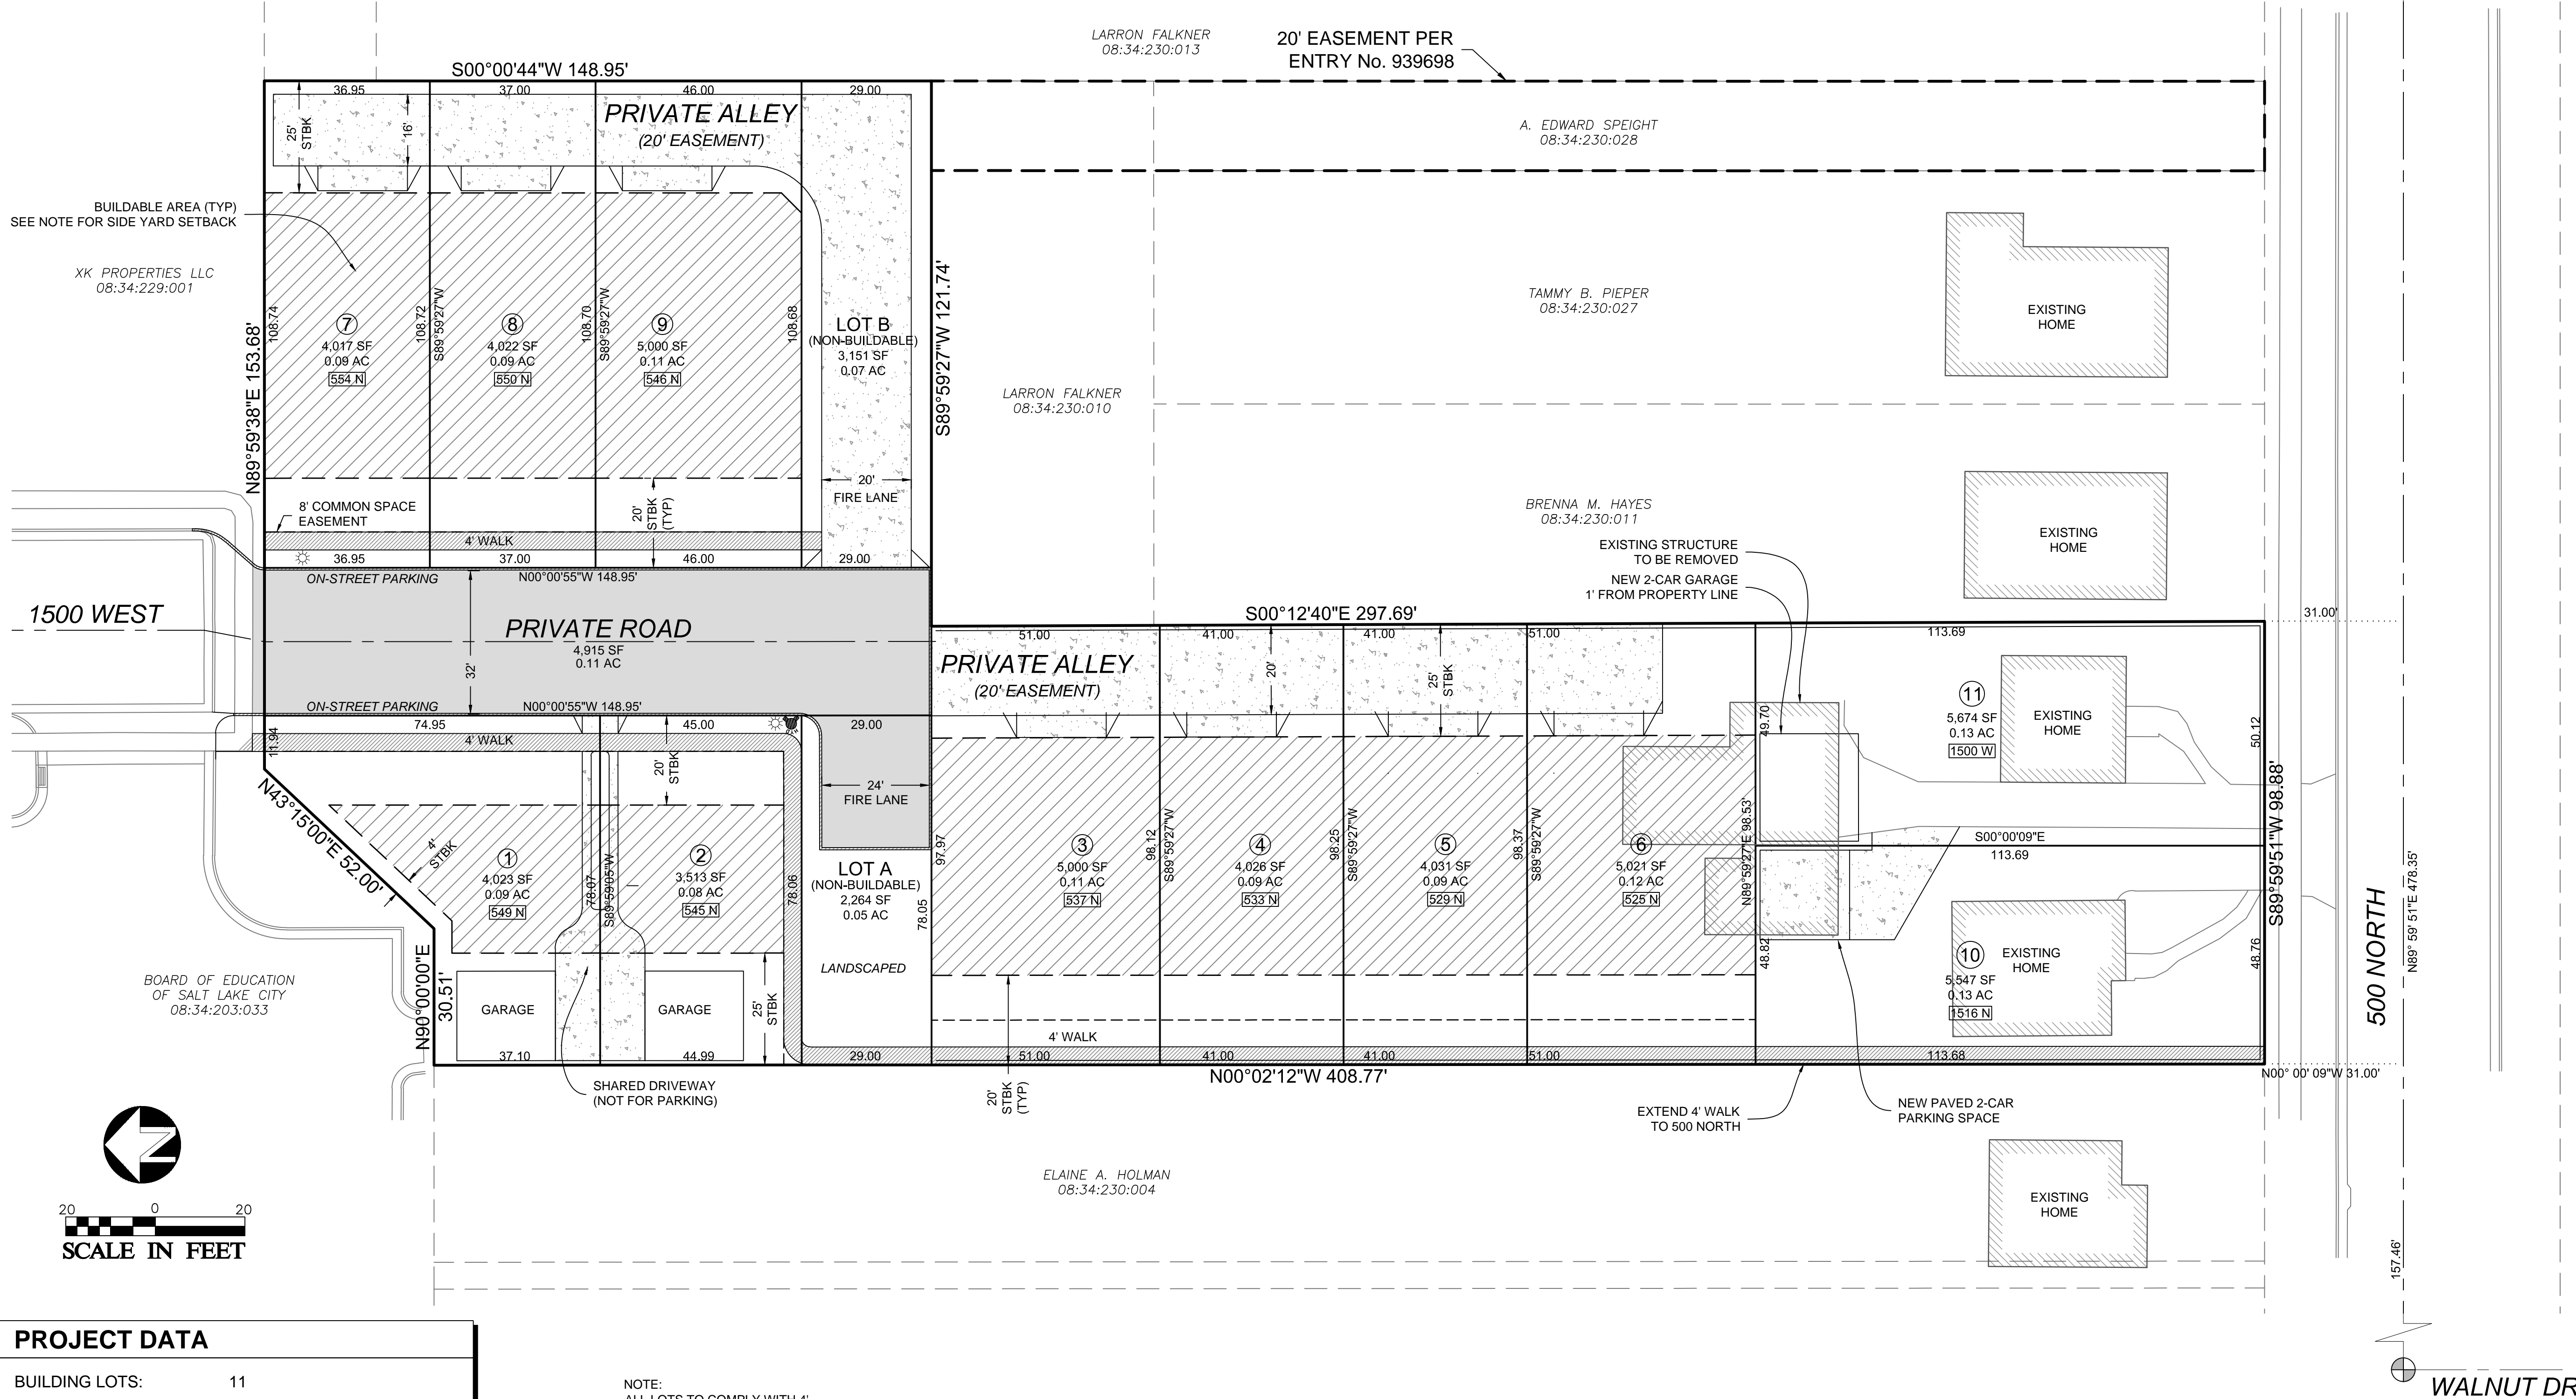 LARRON FALKNER
08:34:230:013
20' EASEMENT PER
ENTRY No. 939698
S00°00'44"W 148.95'
36.95
37.00
46.00
29.00
PRIVATE ALLEY
(20' EASEMENT)
25'
STBK
16'
A. EDWARD SPEIGHT
08:34:230:028
BUILDABLE AREA (TYP)
SEE NOTE FOR SIDE YARD SETBACK
XK PROPERTIES LLC
08:34:229:001
N89°59'38"E 153.68'
108.74
7
4,017 SF
0.09 AC
554 N
108.72
S89°59'27"W
8
4,022 SF
0.09 AC
550 N
108.70
S89°59'27"W
9
5,000 SF
0.11 AC
546 N
108.68
LOT B
(NON-BUILDABLE)
3,151 SF
0.07 AC
S89°59'27"W 121.74'
TAMMY B. PIEPER
08:34:230:027
EXISTING
HOME
LARRON FALKNER
08:34:230:010
20'
FIRE LANE
8' COMMON SPACE
EASEMENT
20'
STBK
(TYP)
4' WALK
36.95
37.00
46.00
29.00
BRENNA M. HAYES
08:34:230:011
EXISTING
HOME
EXISTING STRUCTURE
TO BE REMOVED
NEW 2-CAR GARAGE
1' FROM PROPERTY LINE
ON-STREET PARKING
N00°00'55"W 148.95'
1500 WEST
PRIVATE ROAD
4,915 SF
0.11 AC
32'
ON-STREET PARKING
N00°00'55"W 148.95'
S00°12'40"E 297.69'
31.00'
51.00
41.00
41.00
51.00
113.69
PRIVATE ALLEY
(20' EASEMENT)
20'
25'
STBK
11
5,674 SF
0.13 AC
1500 W
EXISTING
HOME
49.70
50.12
74.95
45.00
29.00
11.94
4' WALK
20'
STBK
24'
FIRE LANE
N43°15'00"E 52.00'
4'
STBK
1
4,023 SF
0.09 AC
549 N
78.07
S89°59'05"W
2
3,513 SF
0.08 AC
545 N
78.06
LOT A
(NON-BUILDABLE)
2,264 SF
0.05 AC
97.97
78.05
3
5,000 SF
0.11 AC
537 N
98.12
S89°59'27"W
4
4,026 SF
0.09 AC
533 N
98.25
S89°59'27"W
5
4,031 SF
0.09 AC
529 N
98.37
S89°59'27"W
6
5,021 SF
0.12 AC
525 N
N89°59'27"E 98.53'
S00°00'09"E
113.69
S89°59'51"W 98.88'
N89° 59' 51"E 478.35'
500 NORTH
48.82
10
5,547 SF
0.13 AC
1516 N
EXISTING
HOME
48.76
LANDSCAPED
BOARD OF EDUCATION
OF SALT LAKE CITY
08:34:203:033
N90°00'00"E
30.51'
GARAGE
GARAGE
25'
STBK
37.10
44.99
29.00
4' WALK
51.00
41.00
41.00
51.00
113.68
N00°02'12"W 408.77'
N00° 00' 09"W 31.00'
SHARED DRIVEWAY
(NOT FOR PARKING)
20'
STBK
(TYP)
EXTEND 4' WALK
TO 500 NORTH
NEW PAVED 2-CAR
PARKING SPACE
ELAINE A. HOLMAN
08:34:230:004
EXISTING
HOME
157.46'
N
20 0 20
SCALE IN FEET
PROJECT DATA
BUILDING LOTS: 11
NOTE:
ALL LOTS TO COMPLY WITH 4'
WALNUT DR